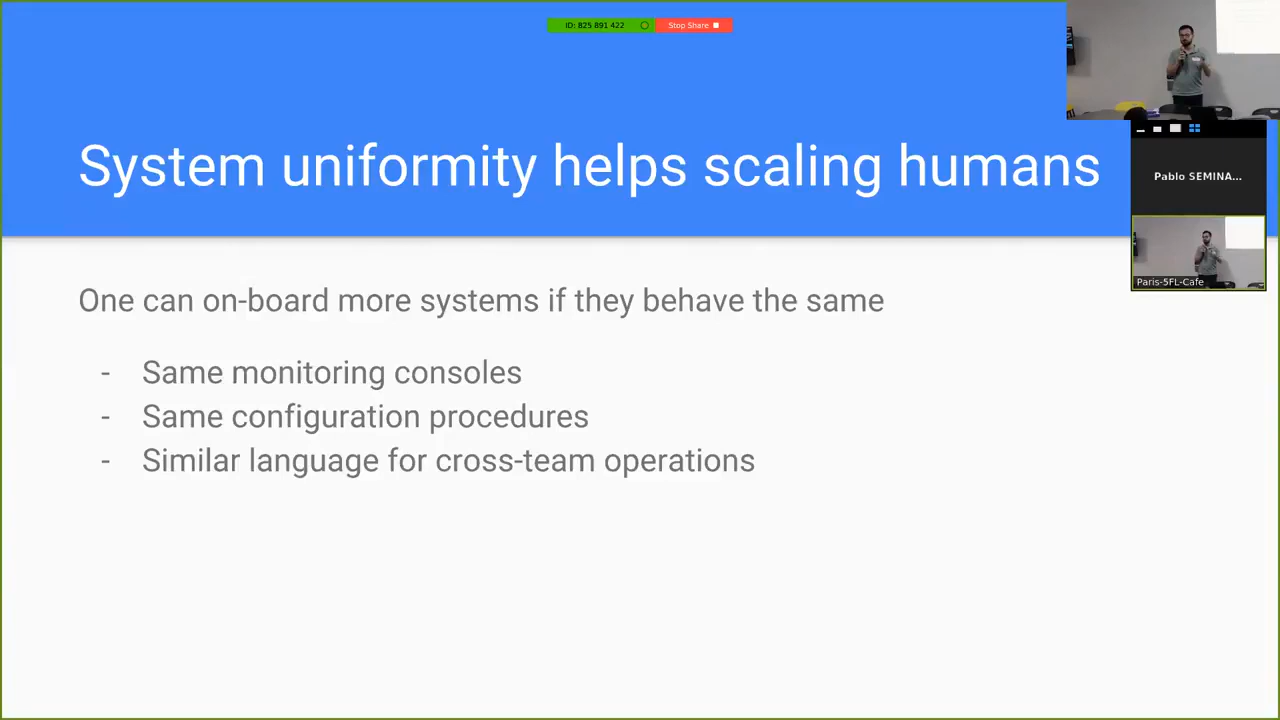 ID: 825 891 422
Stop Share
System uniformity helps scaling humans
Pablo SEMINA...
Paris-5FL-Cafe
One can on-board more systems if they behave the same
- Same monitoring consoles
- Same configuration procedures
- Similar language for cross-team operations